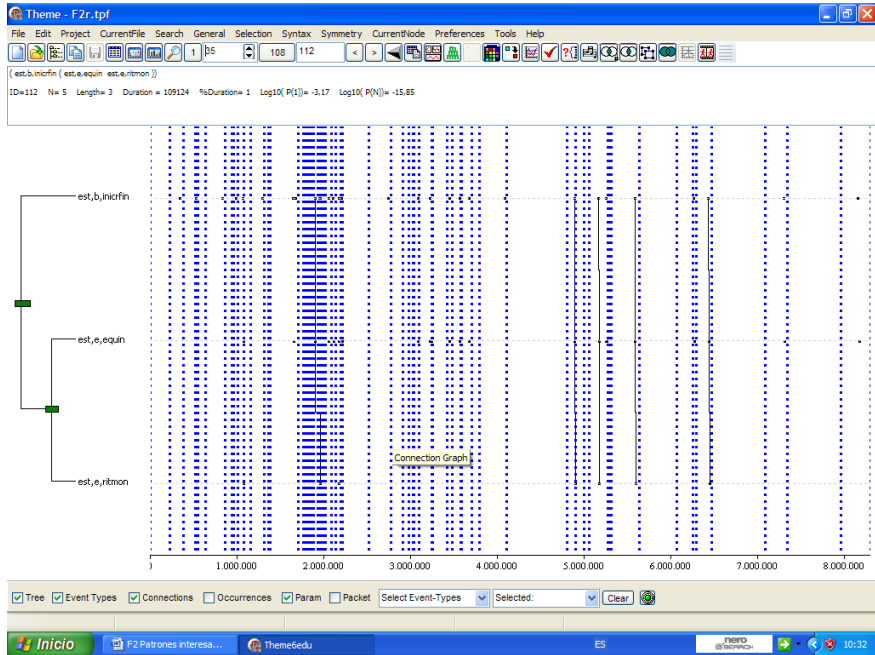 Theme - F2r.tpf
File Edit Project CurrentFile Search General Selection Syntax Symmetry CurrentNode Preferences Tools Help
1 35 108 112 < >
( est,b,inicrfin ( est,e,equin est,e,ritmon ))
ID=112 N= 5 Length= 3 Duration = 109124 %Duration= 1 Log10( P(1))= -3,17 Log10( P(N))= -15,85
est,b,inicrfin
est,e,equin
Connection Graph
est,e,ritmon
1 1.000.000 2.000.000 3.000.000 4.000.000 5.000.000 6.000.000 7.000.000 8.000.000
Tree Event Types Connections Occurrences Param Packet Select Event-Types Selected: Clear
Inicio F2 Patrones interesa... Theme6edu ES nero SEARCH 10:32